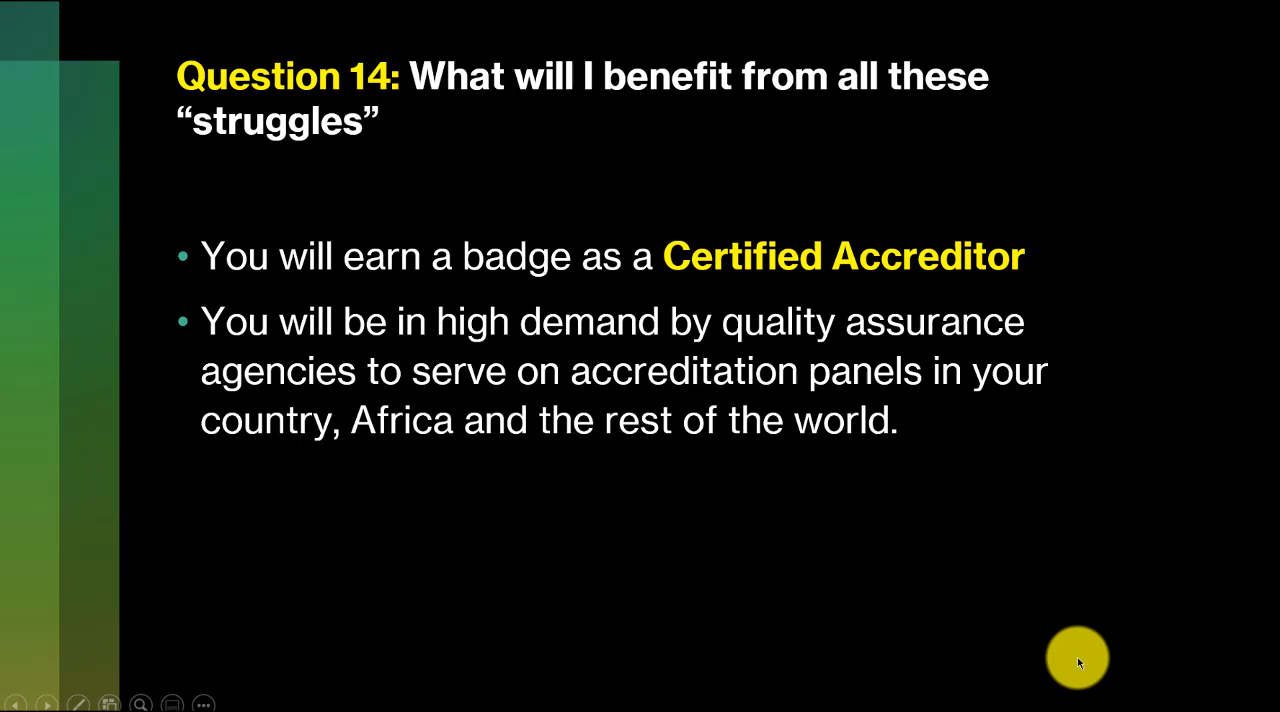 Question 14: What will I benefit from all these
“struggles”
• You will earn a badge as a Certified Accreditor
• You will be in high demand by quality assurance
agencies to serve on accreditation panels in your
country, Africa and the rest of the world.